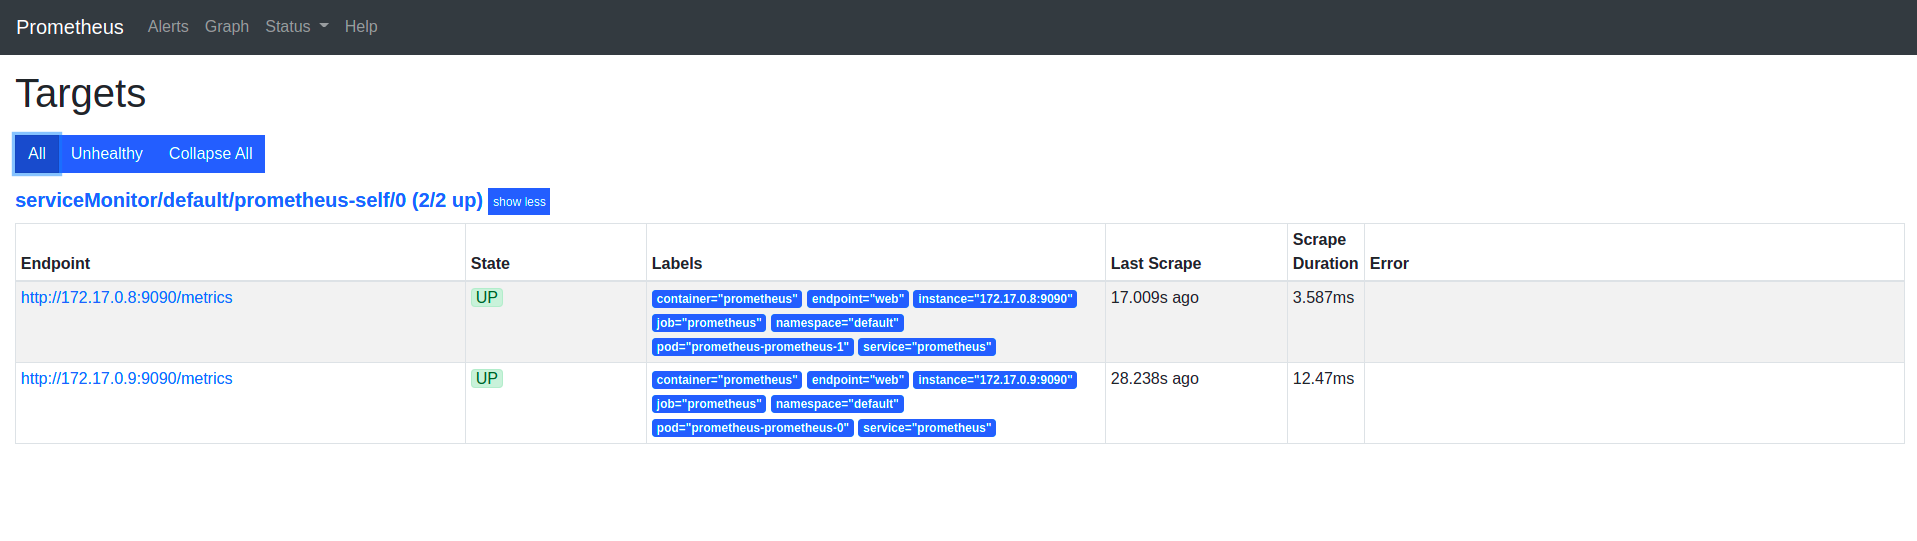 Prometheus Alerts Graph Status Help
Targets
All Unhealthy Collapse All
serviceMonitor/default/prometheus-self/0 (2/2 up) show less
Endpoint State Labels Last Scrape Scrape Duration Error
http://172.17.0.8:9090/metrics UP container="prometheus" endpoint="web" instance="172.17.0.8:9090" 17.009s ago 3.587ms
job="prometheus" namespace="default"
pod="prometheus-prometheus-1" service="prometheus"
http://172.17.0.9:9090/metrics UP container="prometheus" endpoint="web" instance="172.17.0.9:9090" 28.238s ago 12.47ms
job="prometheus" namespace="default"
pod="prometheus-prometheus-0" service="prometheus"